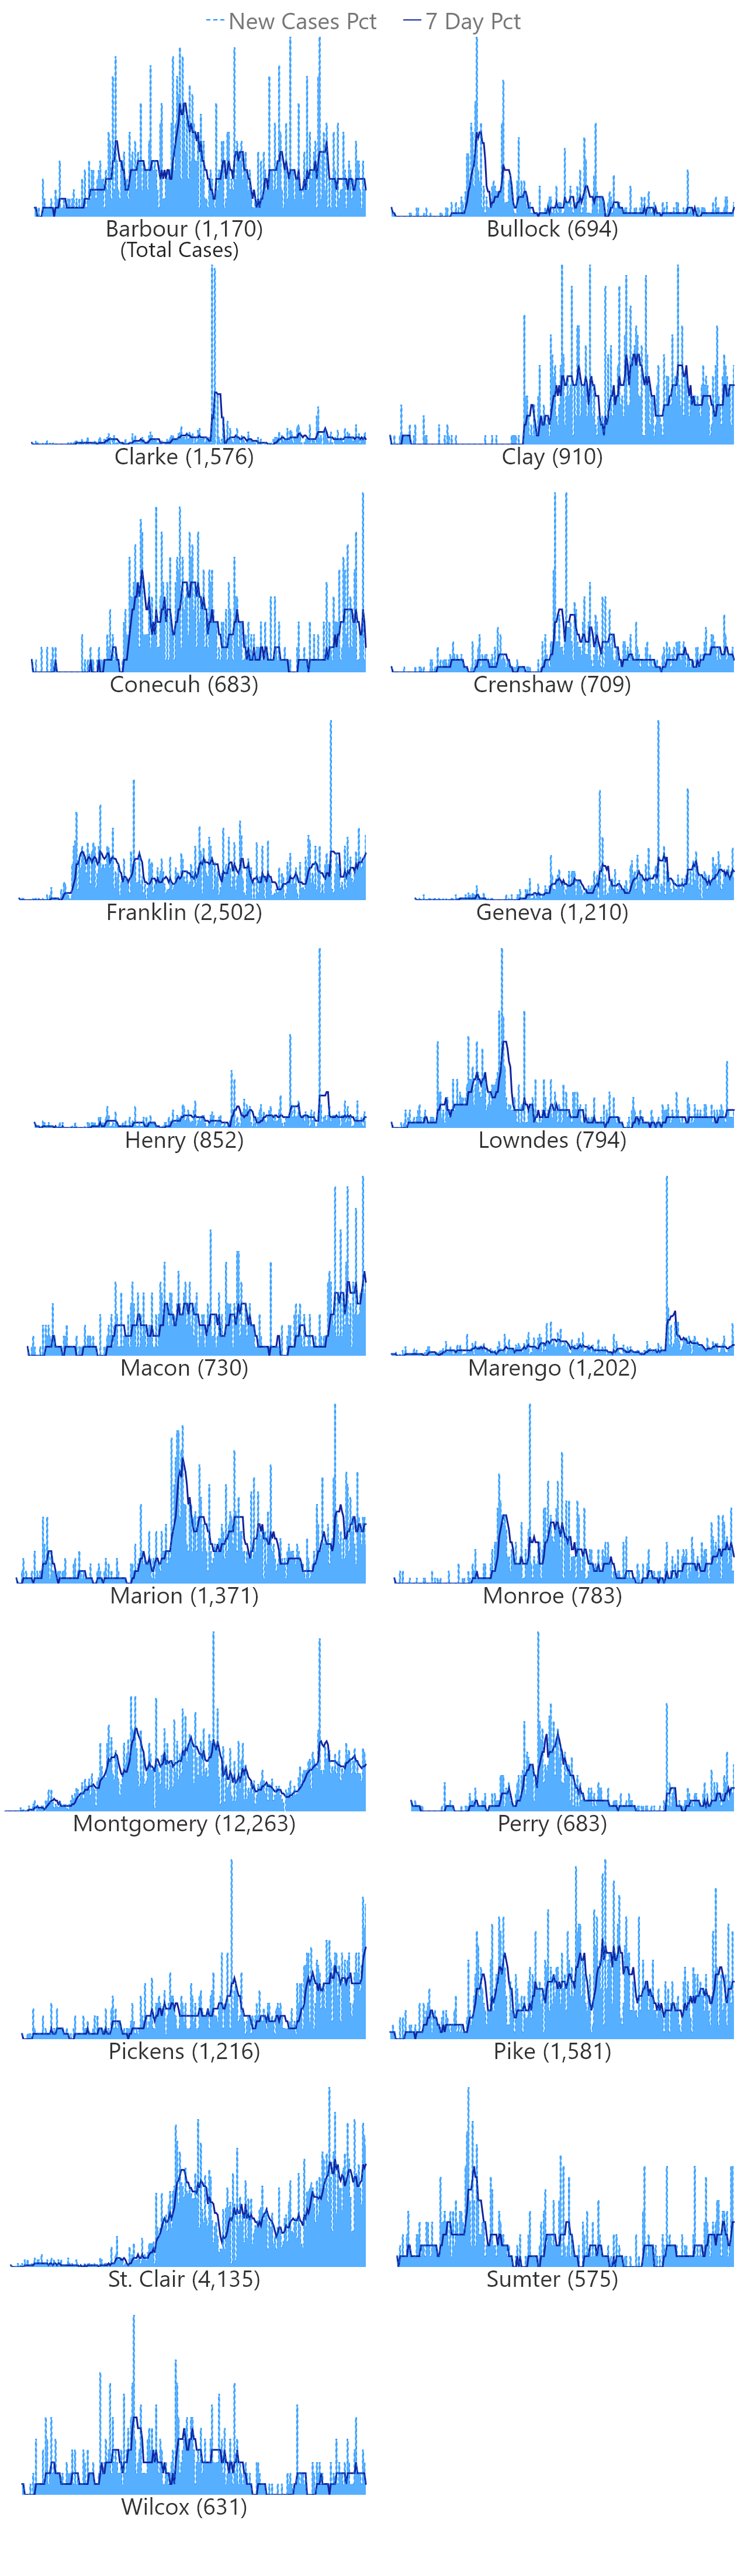 New Cases Pct 7 Day Pct
Barbour (1,170) Bullock (694)
(Total Cases)
Clarke (1,576) Clay (910)
Conecuh (683) Crenshaw (709)
Franklin (2,502) Geneva (1,210)
Henry (852) Lowndes (794)
Macon (730) Marengo (1,202)
Marion (1,371) Monroe (783)
Montgomery (12,263) Perry (683)
Pickens (1,216) Pike (1,581)
St. Clair (4,135) Sumter (575)
Wilcox (631)